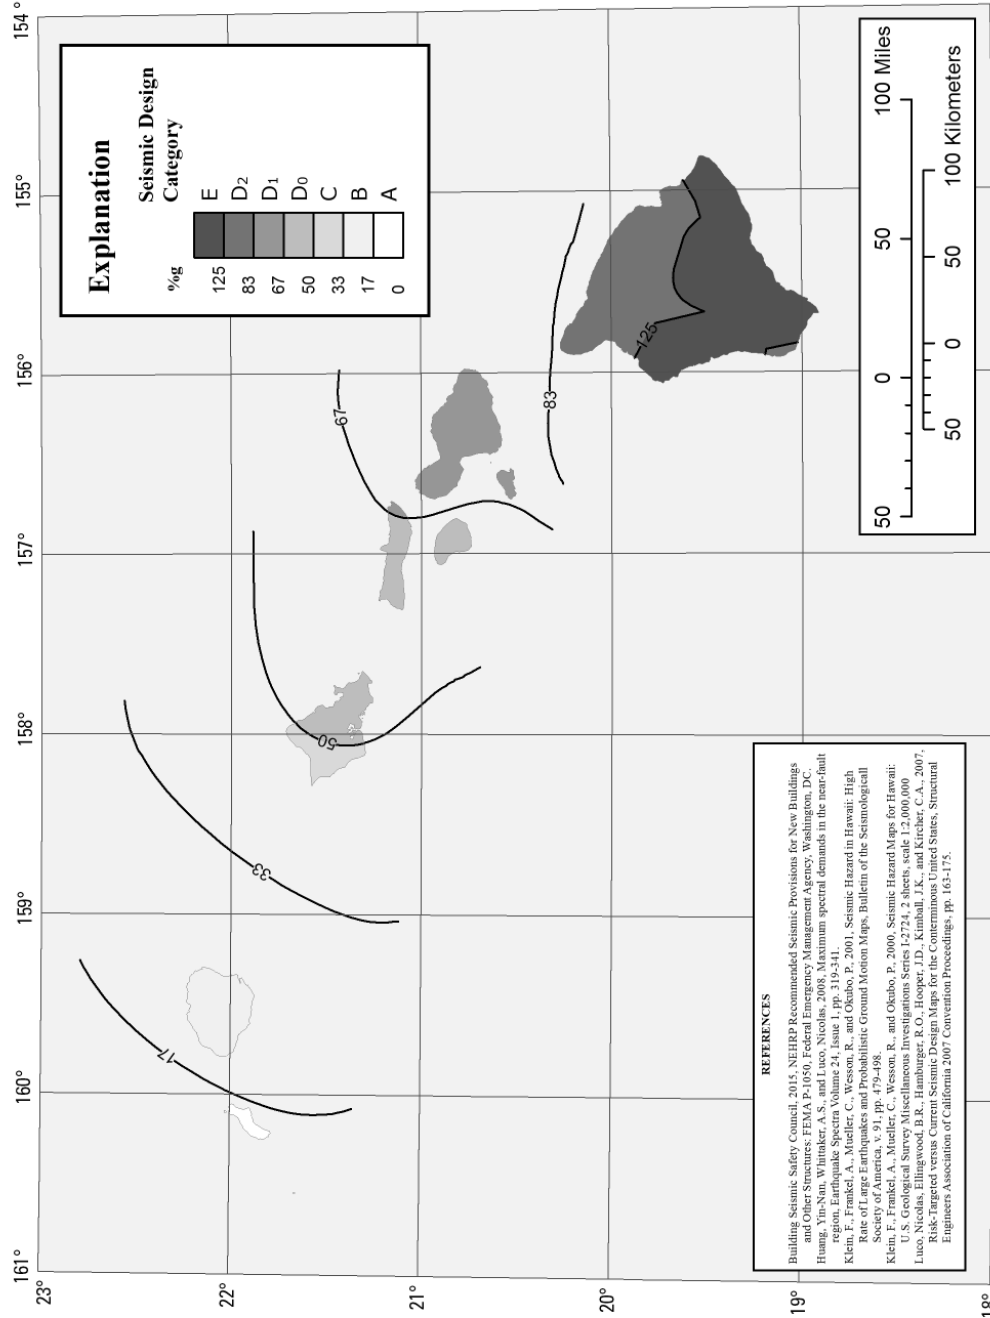 154°
155°
156°
157°
158°
159°
160°
161°
23°
22°
21°
20°
19°
18°
Explanation
Seismic Design
Category
%g
125
83
67
50
33
17
0
E
D2
D1
D0
C
B
A
17
33
50
67
83
125
50 0 50 100 Miles
50 0 50 100 Kilometers
REFERENCES
Building Seismic Safety Council, 2015, NEHRP Recommended Seismic Provisions for New Buildings
and Other Structures: FEMA P-1050, Federal Emergency Management Agency, Washington, DC.
Huang, Yin-Nan, Whittaker, A.S., and Luco, Nicolas, 2008, Maximum spectral demands in the near-fault
region, Earthquake Spectra Volume 24, Issue 1, pp. 319-341.
Klein, F., Frankel, A., Mueller, C., Wesson, R., and Okubo, P., 2001, Seismic Hazard in Hawaii: High
Rate of Large Earthquakes and Probabilistic Ground Motion Maps, Bulletin of the Seismologicall
Society of America, v. 91, pp. 479-498.
Klein, F., Frankel, A., Mueller, C., Wesson, R., and Okubo, P., 2000, Seismic Hazard Maps for Hawaii:
U.S. Geological Survey Miscellaneous Investigations Series I-2724, 2 sheets, scale 1:2,000,000
Luco, Nicolas, Ellingwood, B.R., Hamburger, R.O., Hooper, J.D., Kimball, J.K., and Kircher, C.A., 2007,
Risk-Targeted versus Current Seismic Design Maps for the Conterminous United States, Structural
Engineers Association of California 2007 Convention Proceedings, pp. 163-175.